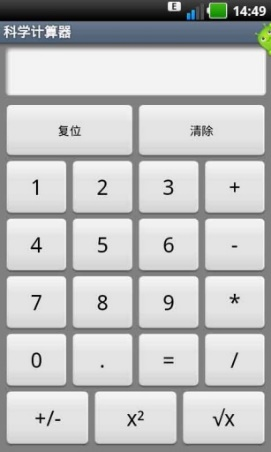 E 14:49
科学计算器
复位 清除
1 2 3 +
4 5 6 -
7 8 9 *
0 . = /
+/- x² √x